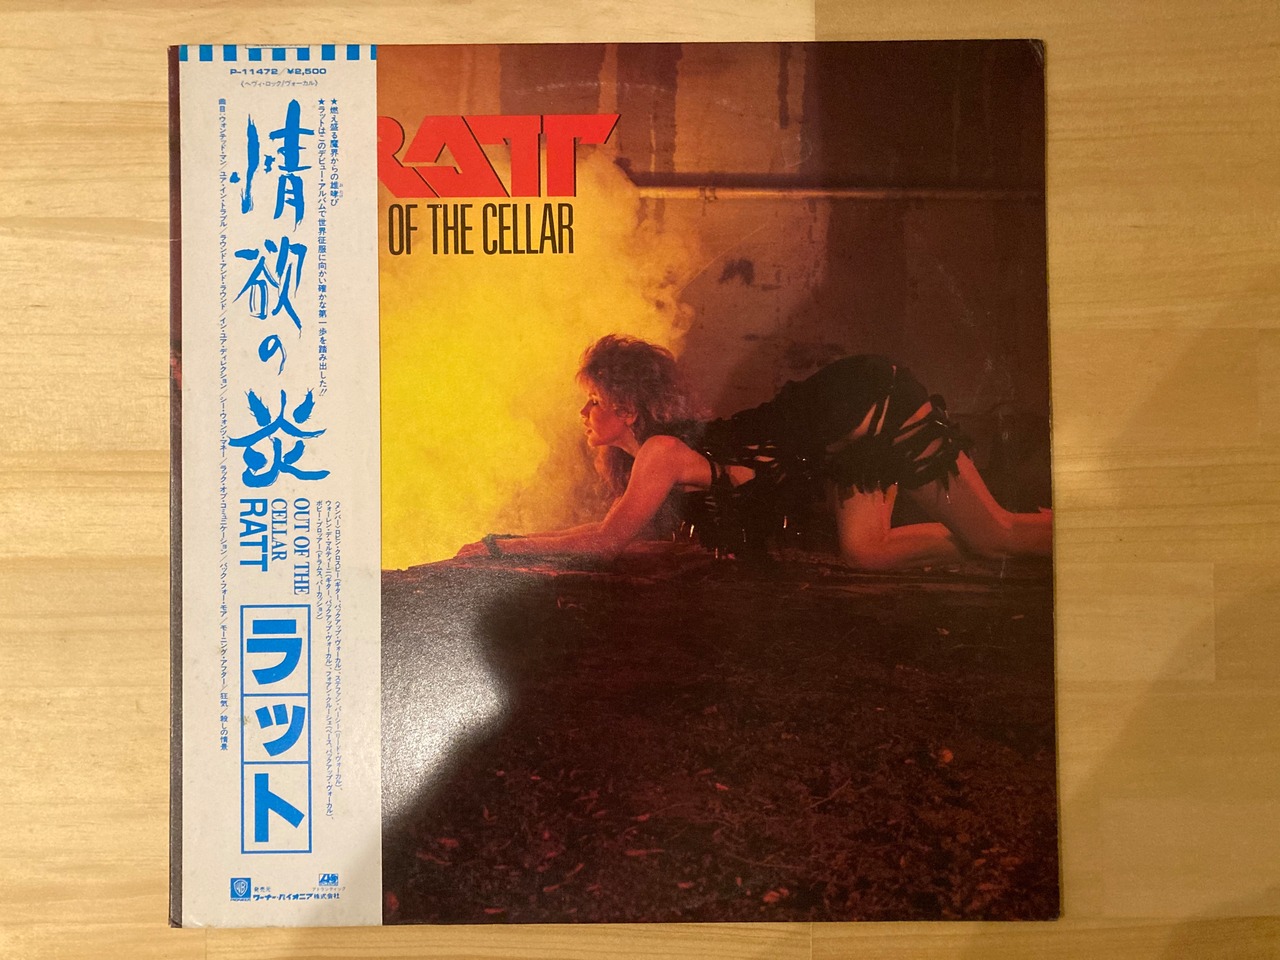 P-11472/¥2,500
(ヘヴィ・ロック/ヴォーカル)
★燃え盛る魔界からの雄哮び
★ラットはこのデビュー・アルバムで世界征服に向かい確かな第一歩を踏み出した!!
情欲の炎
曲目:ウォンテッド・マン/ユア・イン・トラブル/ラウンド・アンド・ラウンド/イン・ユア・ディレクション/シー・ウォンツ・マネー/ラック・オブ・コミュニケーション/バック・フォー・モア/モーニング・アフター/狂気/殺しの情景
OUT OF THE
CELLAR
RATT
(メンバー)ロビン・クロスビー(ギター、バックアップ・ヴォーカル)、ステファン・パーシー(リード・ヴォーカル)、
ウォーレン・デ・マルティーニ(ギター、バックアップ・ヴォーカル)、フォアン・クルーシェ(ベース、バックアップ・ヴォーカル)、
ボビー・ブロッツァー(ドラムス、パーカッション)
ラット
発売元
ワーナー・パイオニア株式会社
アトランティック
RATT
OF THE CELLAR